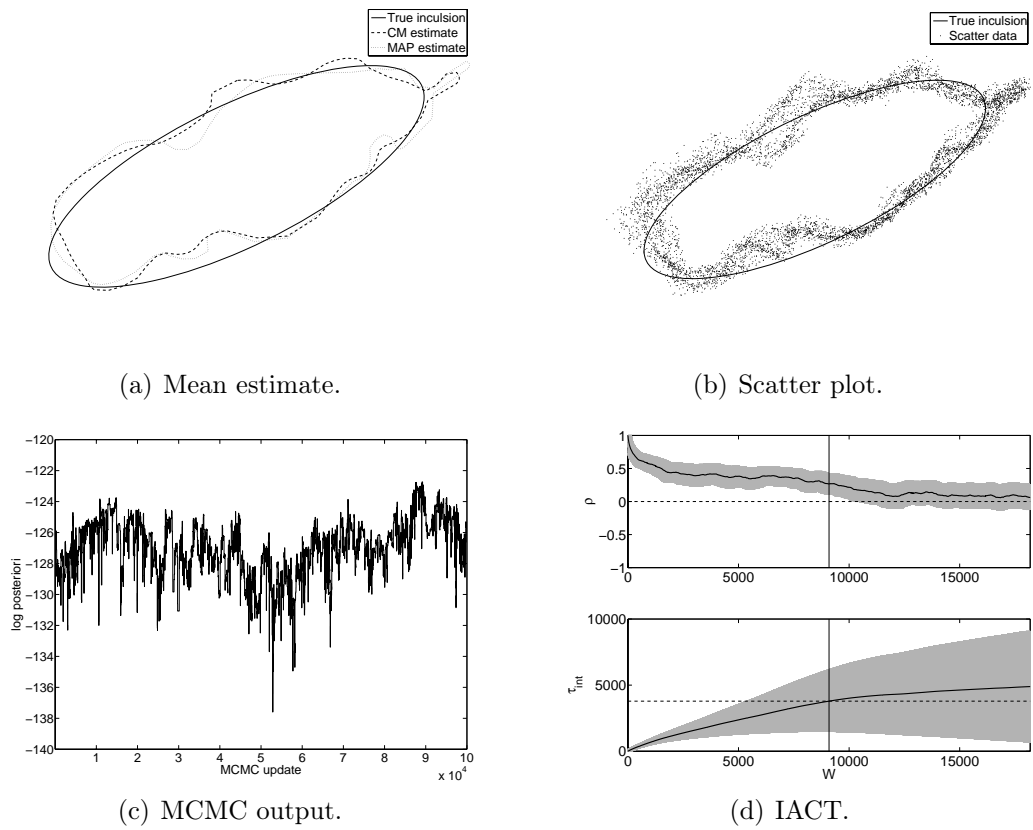 True inculsion
CM estimate
MAP estimate
True inculsion
Scatter data
(a) Mean estimate.
(b) Scatter plot.
−120
−122
−124
−126
−128
−130
−132
−134
−136
−138
−140
log posteriori
1 2 3 4 5 6 7 8 9 10
MCMC update
x 10^4
(c) MCMC output.
1
0.5
0
−0.5
−1
ρ
0 5000 10000 15000
10000
5000
0
τ_int
0 5000 10000 15000
W
(d) IACT.